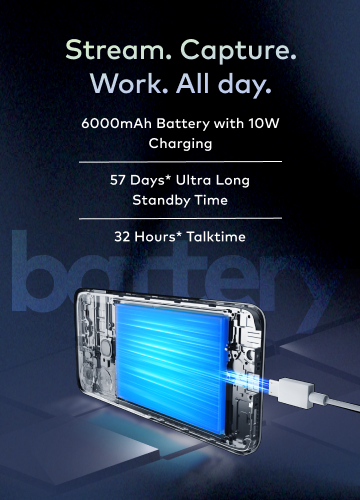 Stream. Capture.
Work. All day.
6000mAh Battery with 10W
Charging
57 Days* Ultra Long
Standby Time
32 Hours* Talktime
battery